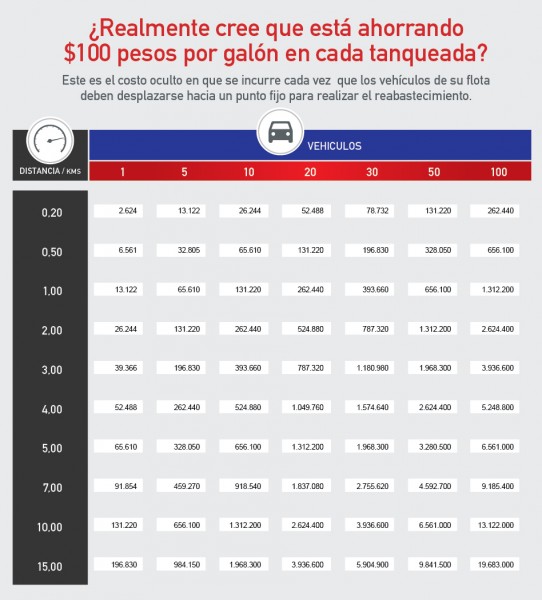 ¿Realmente cree que está ahorrando
$100 pesos por galón en cada tanqueada?
Este es el costo oculto en que se incurre cada vez que los vehículos de su flota
deben desplazarse hacia un punto fijo para realizar el reabastecimiento.
VEHICULOS
DISTANCIA / KMS 1 5 10 20 30 50 100
0.20 2.624 13.122 26.244 52.488 78.732 131.220 262.440
0,50 6.561 32.805 65.610 131.220 196.830 328.050 656.100
1,00 13.122 65.610 131.220 262.440 393.660 656.100 1.312.200
2,00 26.244 131.220 262.440 524.880 787.320 1.312.200 2.624.400
3,00 39.366 196.830 393.660 787.320 1.180.980 1.968.300 3.936.600
4,00 52.488 262.440 524.880 1.049.760 1.574.640 2.624.400 5.248.800
5,00 65.610 328.050 656.100 1.312.200 1.968.300 3.280.500 6.561.000
7,00 91.854 459.270 918.540 1.837.080 2.755.620 4.592.700 9.185.400
10,00 131.220 656.100 1.312.200 2.624.400 3.936.600 6.561.000 13.122.000
15,00 196.830 984.150 1.968.300 3.936.600 5.904.900 9.841.500 19.683.000